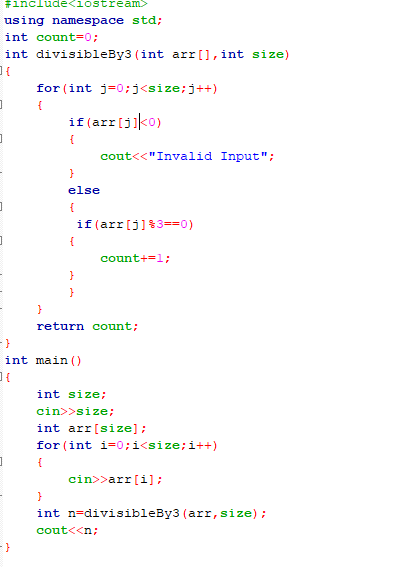 #include<iostream>
using namespace std;
int count=0;
int divisibleBy3(int arr[],int size)
{
for(int j=0;j<size;j++)
{
if(arr[j]<0)
{
cout<<"Invalid Input";
}
else
{
if(arr[j]%3==0)
{
count+=1;
}
}
}
return count;
}
int main()
{
int size;
cin>>size;
int arr[size];
for(int i=0;i<size;i++)
{
cin>>arr[i];
}
int n=divisibleBy3(arr,size);
cout<<n;
}